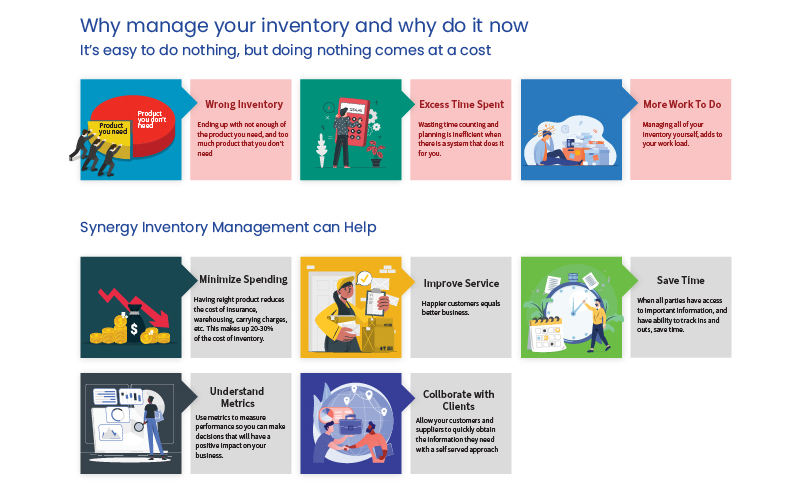 Why manage your inventory and why do it now
It's easy to do nothing, but doing nothing comes at a cost
Product
you need
Product
you don't
need
Wrong Inventory
Ending up with not enough of
the product you need, and too
much product that you don't
need
Excess Time Spent
Wasting time counting and
planning is inefficient when
there is a system that does it
for you.
More Work To Do
Managing all of your
inventory yourself, adds to
your work load.
Synergy Inventory Management can Help
Minimize Spending
Having reight product reduces
the cost of insurance,
warehousing, carrying charges,
etc. This makes up 20-30%
of the cost of inventory.
Improve Service
Happier customers equals
better business.
Save Time
When all parties have access
to important information, and
have ability to track ins and
outs, save time.
Understand
Metrics
Use metrics to measure
performance so you can make
decisions that will have a
positive impact on your
business.
Collborate with
Clients
Allow your customers and
suppliers to quickly obtain
the information they need
with a self served approach